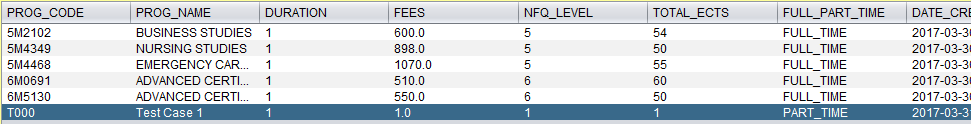 PROG_CODE PROG_NAME DURATION FEES NFQ_LEVEL TOTAL_ECTS FULL_PART_TIME DATE_CRE
5M2102 BUSINESS STUDIES 1 600.0 5 54 FULL_TIME 2017-03-30
5M4349 NURSING STUDIES 1 898.0 5 50 FULL_TIME 2017-03-30
5M4468 EMERGENCY CAR... 1 1070.0 5 55 FULL_TIME 2017-03-30
6M0691 ADVANCED CERTI... 1 510.0 6 60 FULL_TIME 2017-03-30
6M5130 ADVANCED CERTI... 1 550.0 6 50 FULL_TIME 2017-03-30
T000 Test Case 1 1 1.0 1 1 PART_TIME 2017-03-3